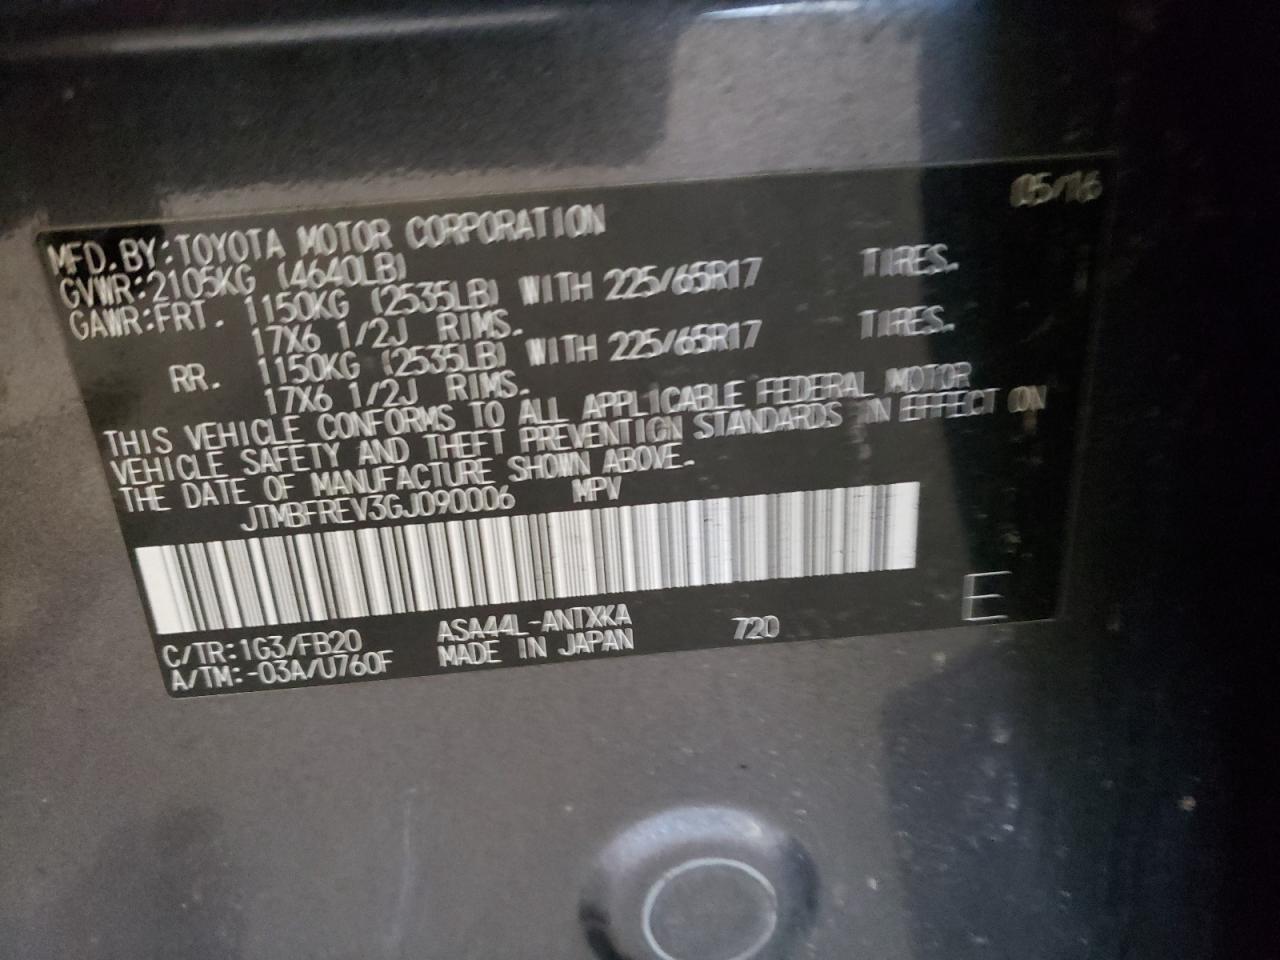 05/16
MFD. BY: TOYOTA MOTOR CORPORATION
GVWR: 2105KG (4640LB)
GAWR: FRT. 1150KG (2535LB) WITH 225/65R17 TIRES.
17X6 1/2J RIMS.
RR. 1150KG (2535LB) WITH 225/65R17 TIRES.
17X6 1/2J RIMS.
THIS VEHICLE CONFORMS TO ALL APPLICABLE FEDERAL MOTOR
VEHICLE SAFETY AND THEFT PREVENTION STANDARDS IN EFFECT ON
THE DATE OF MANUFACTURE SHOWN ABOVE.
JTMBFREV3GJ090006 MPV
C/TR: 1G3/FB20 ASA44L-ANTXKA 720 E
A/TM: -03A/U760F MADE IN JAPAN